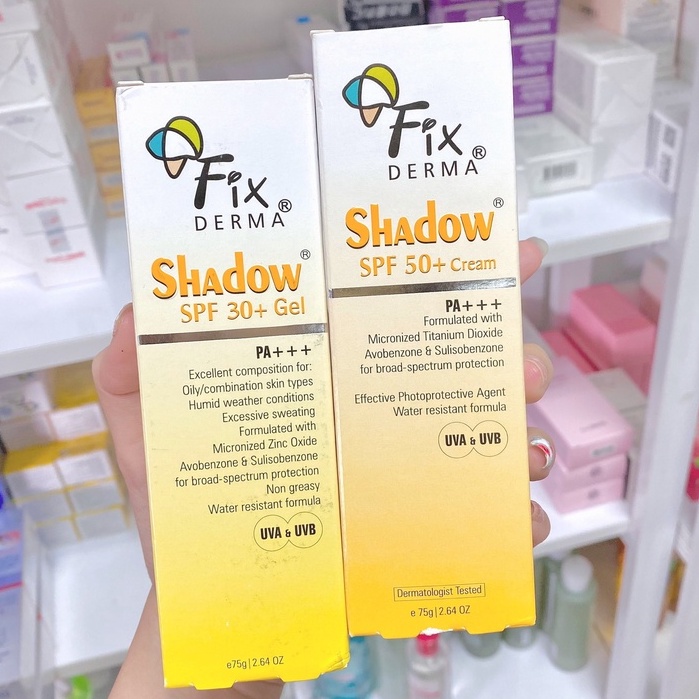 Fix
DERMA®
Shadow®
SPF 30+ Gel
PA+++
Excellent composition for:
Oily/combination skin types
Humid weather conditions
Excessive sweating
Formulated with
Micronized Zinc Oxide
Avobenzone & Sulisobenzone
for broad-spectrum protection
Non greasy
Water resistant formula
UVA & UVB
e75g|2.64 OZ
Fix
DERMA®
Shadow®
SPF 50+ Cream
PA+++
Formulated with
Micronized Titanium Dioxide
Avobenzone & Sulisobenzone
for broad-spectrum protection
Effective Photoprotective Agent
Water resistant formula
UVA & UVB
Dermatologist Tested
e 75g|2.64 OZ